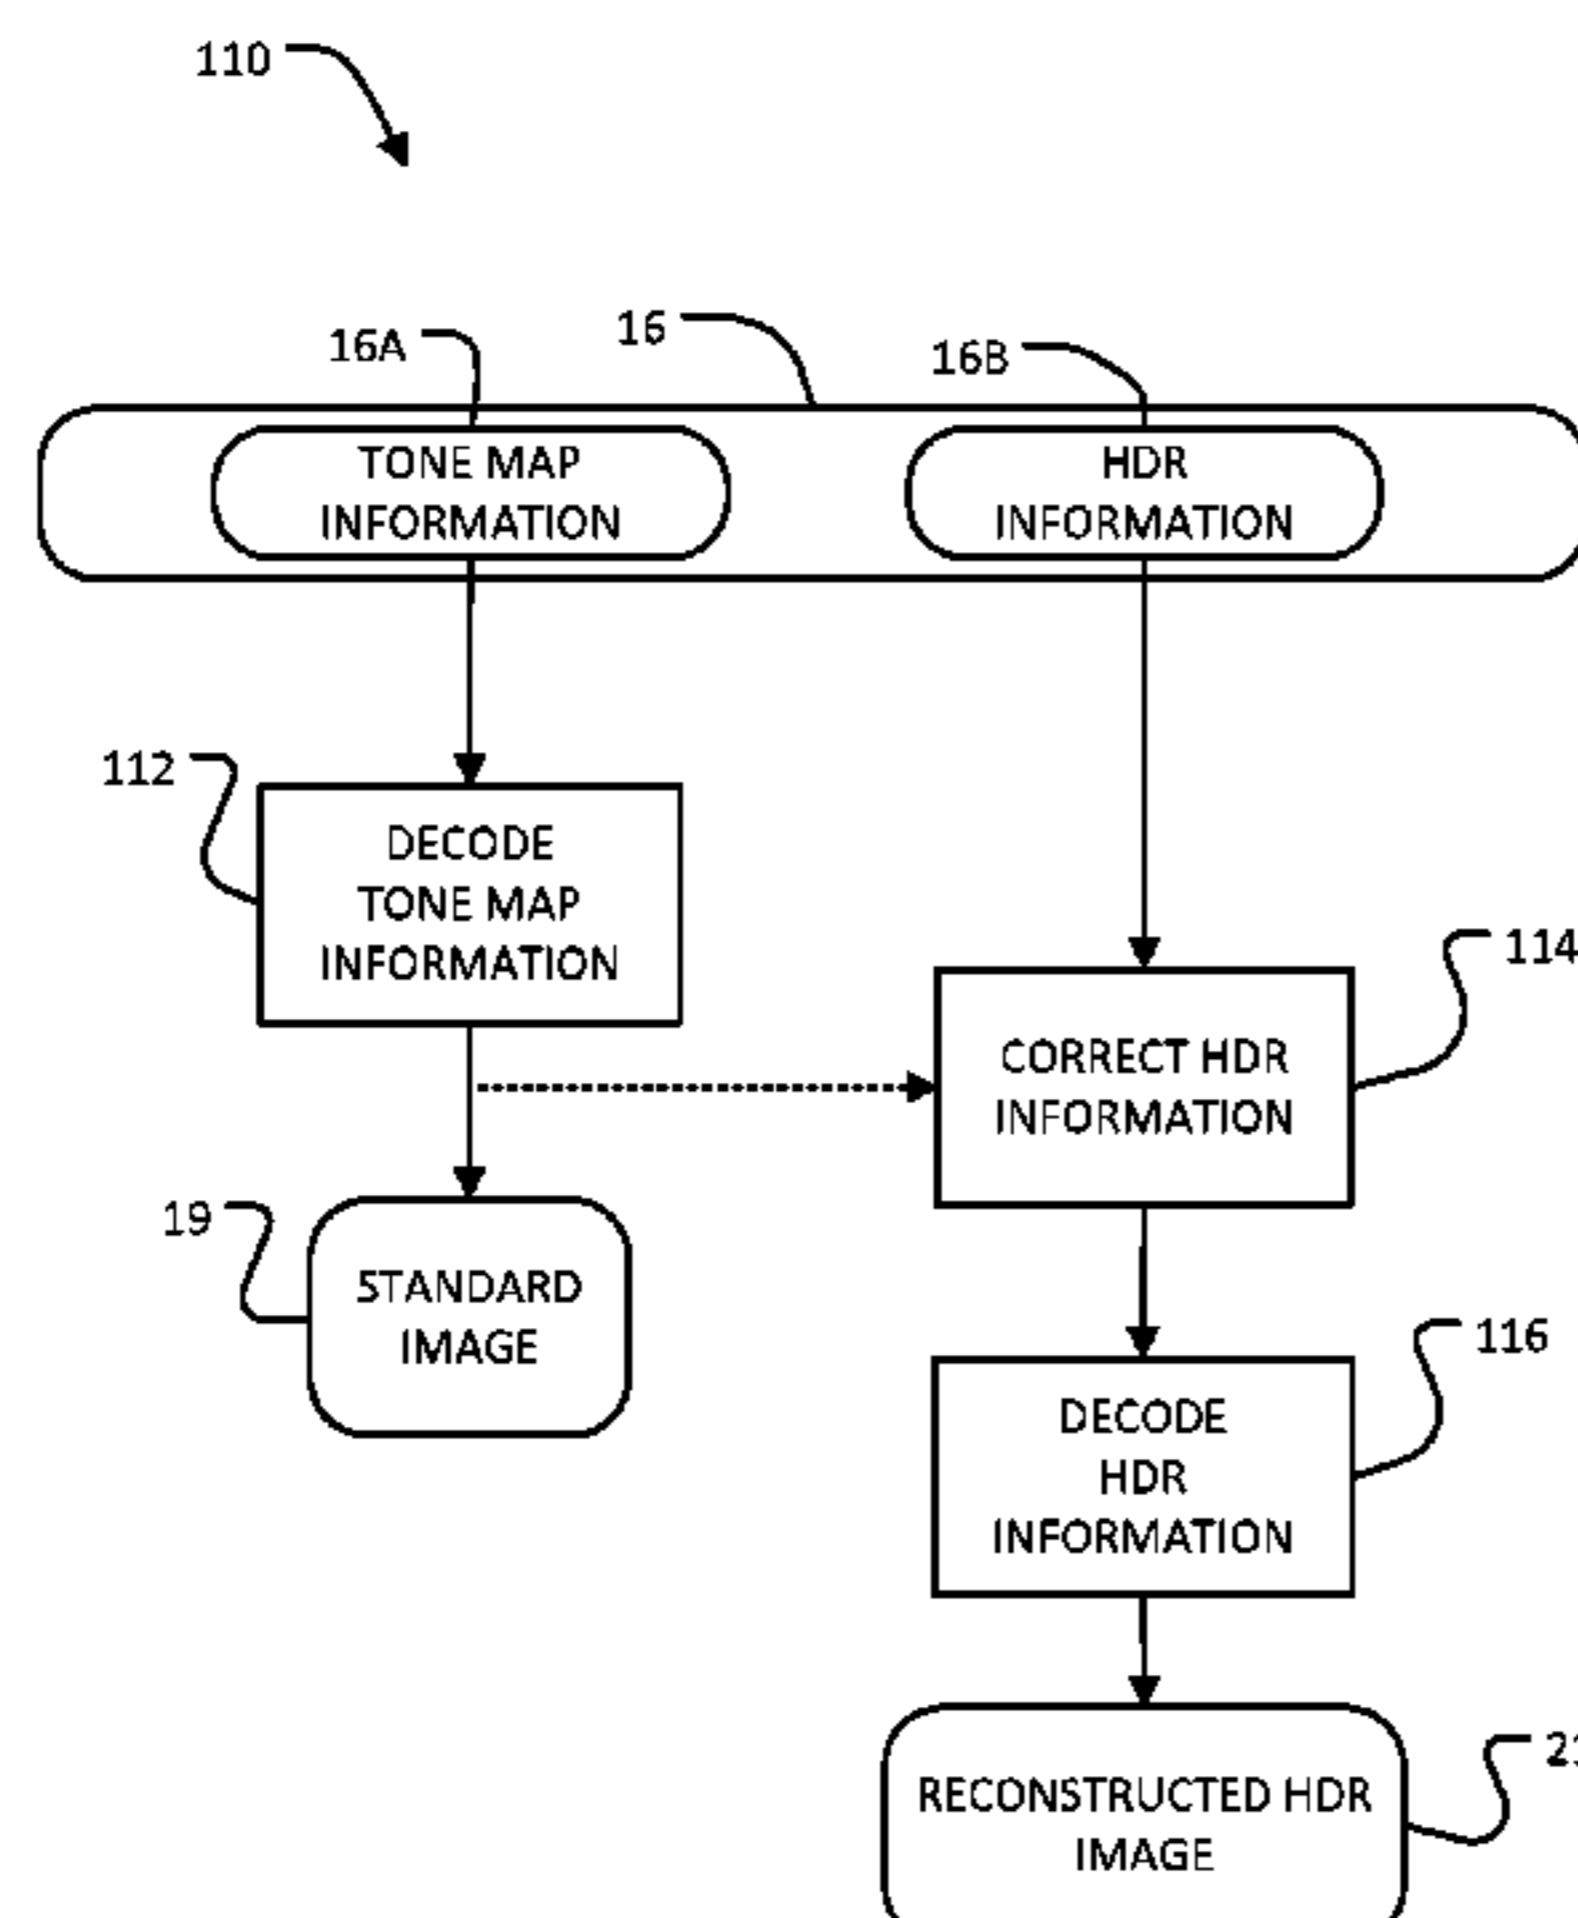 110
16A
16
16B
TONE MAP
INFORMATION
HDR
INFORMATION
112
DECODE
TONE MAP
INFORMATION
114
CORRECT HDR
INFORMATION
19
STANDARD
IMAGE
116
DECODE
HDR
INFORMATION
RECONSTRUCTED HDR
IMAGE